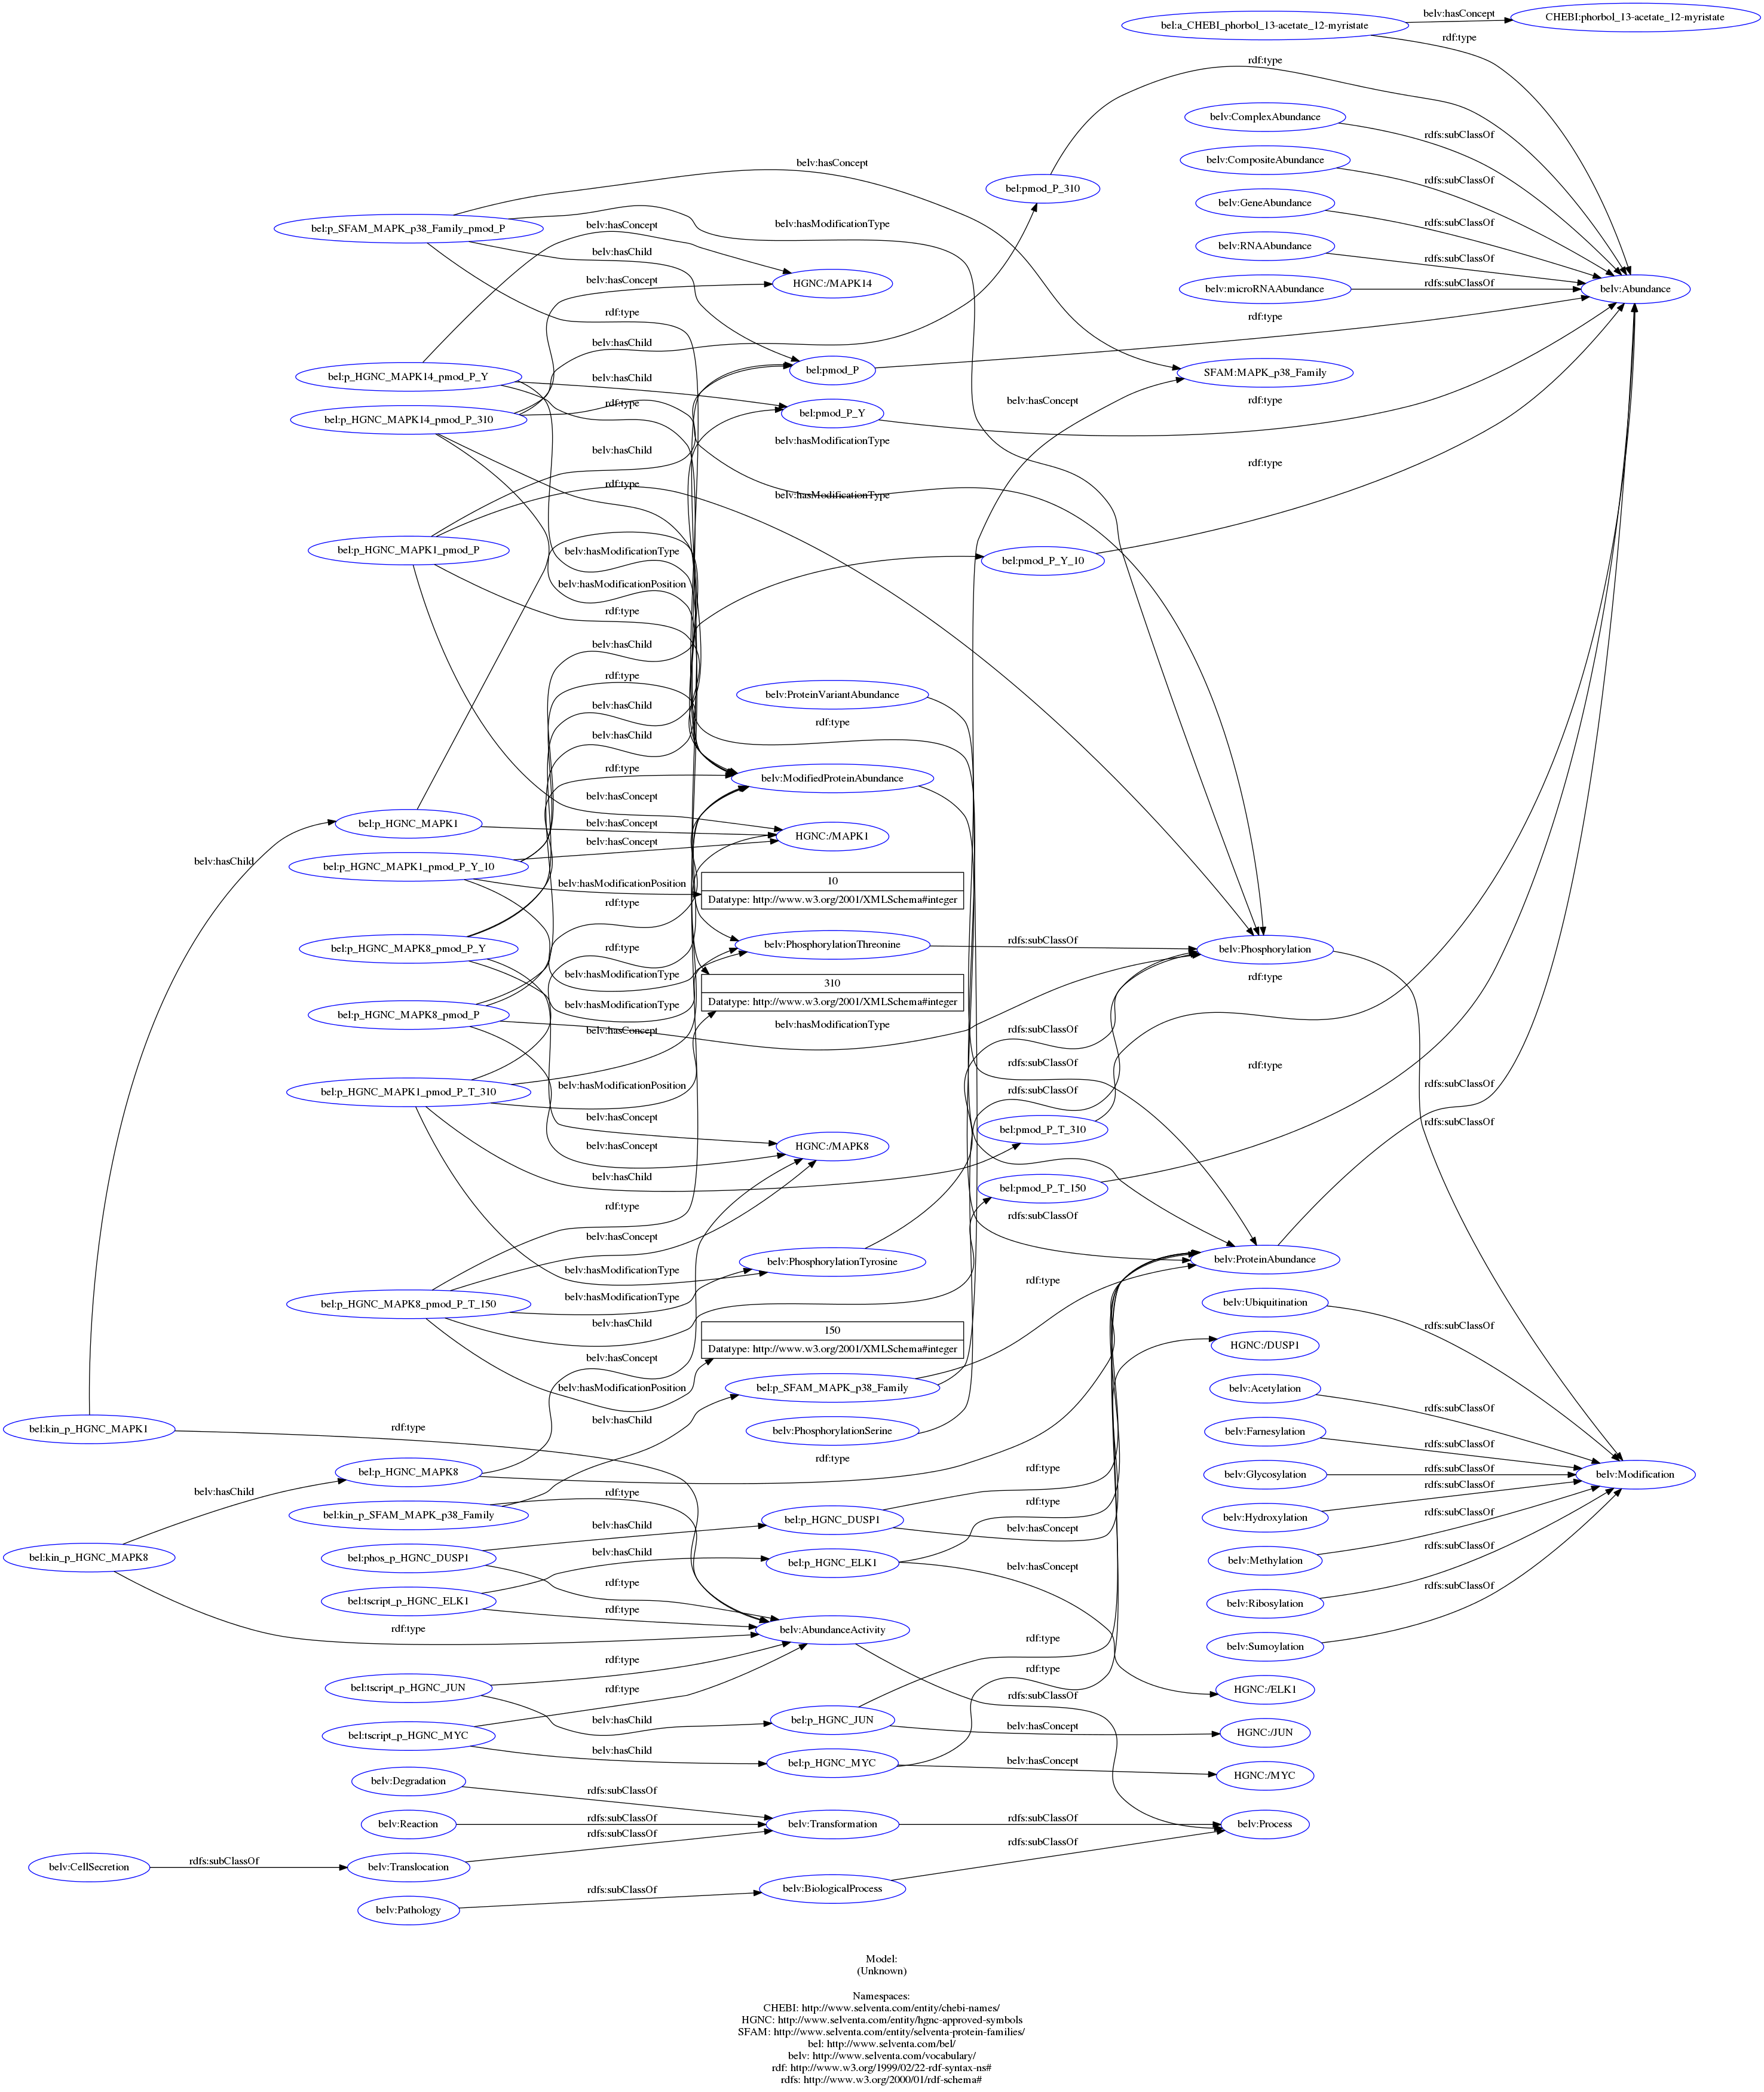 bel:a_CHEBI_phorbol_13-acetate_12-myristate
belv:hasConcept
CHEBI:phorbol_13-acetate_12-myristate
rdf:type
rdf:type
belv:ComplexAbundance
rdfs:subClassOf
belv:CompositeAbundance
rdfs:subClassOf
belv:hasConcept
bel:pmod_P_310
belv:GeneAbundance
rdfs:subClassOf
bel:p_SFAM_MAPK_p38_Family_pmod_P
belv:hasConcept
belv:hasModificationType
belv:RNAAbundance
rdfs:subClassOf
belv:hasChild
belv:hasConcept
HGNC:/MAPK14
belv:microRNAAbundance
rdfs:subClassOf
belv:Abundance
rdf:type
rdf:type
belv:hasChild
bel:p_HGNC_MAPK14_pmod_P_Y
belv:hasChild
bel:pmod_P
SFAM:MAPK_p38_Family
rdf:type
bel:p_HGNC_MAPK14_pmod_P_310
rdf:type
bel:pmod_P_Y
belv:hasConcept
belv:hasModificationType
belv:hasChild
rdf:type
rdf:type
belv:hasModificationType
bel:p_HGNC_MAPK1_pmod_P
belv:hasModificationType
bel:pmod_P_Y_10
belv:hasModificationPosition
rdf:type
belv:hasChild
rdf:type
belv:ProteinVariantAbundance
belv:hasChild
rdf:type
belv:hasChild
rdf:type
belv:ModifiedProteinAbundance
belv:hasConcept
bel:p_HGNC_MAPK1
belv:hasConcept
HGNC:/MAPK1
belv:hasConcept
belv:hasChild
bel:p_HGNC_MAPK1_pmod_P_Y_10
belv:hasModificationPosition
10
Datatype: http://www.w3.org/2001/XMLSchema#integer
rdf:type
bel:p_HGNC_MAPK8_pmod_P_Y
rdf:type
belv:PhosphorylationThreonine
rdfs:subClassOf
belv:Phosphorylation
belv:hasModificationType
rdf:type
310
Datatype: http://www.w3.org/2001/XMLSchema#integer
belv:hasModificationType
bel:p_HGNC_MAPK8_pmod_P
belv:hasConcept
belv:hasModificationType
rdfs:subClassOf
rdfs:subClassOf
rdf:type
belv:hasModificationPosition
bel:p_HGNC_MAPK1_pmod_P_T_310
rdfs:subClassOf
rdfs:subClassOf
belv:hasConcept
bel:pmod_P_T_310
rdfs:subClassOf
belv:hasConcept
HGNC:/MAPK8
belv:hasChild
bel:pmod_P_T_150
rdf:type
rdfs:subClassOf
belv:hasConcept
belv:hasModificationType
belv:PhosphorylationTyrosine
belv:ProteinAbundance
rdf:type
belv:hasModificationType
bel:p_HGNC_MAPK8_pmod_P_T_150
belv:Ubiquitination
belv:hasChild
rdfs:subClassOf
150
Datatype: http://www.w3.org/2001/XMLSchema#integer
HGNC:/DUSP1
belv:hasConcept
belv:hasModificationPosition
bel:p_SFAM_MAPK_p38_Family
belv:Acetylation
rdfs:subClassOf
belv:hasChild
bel:kin_p_HGNC_MAPK1
rdf:type
belv:PhosphorylationSerine
belv:Farnesylation
rdfs:subClassOf
rdf:type
bel:p_HGNC_MAPK8
rdf:type
belv:Glycosylation
rdfs:subClassOf
belv:Modification
rdfs:subClassOf
belv:hasChild
rdf:type
bel:kin_p_SFAM_MAPK_p38_Family
rdf:type
belv:Hydroxylation
rdfs:subClassOf
belv:hasChild
bel:p_HGNC_DUSP1
belv:hasConcept
bel:kin_p_HGNC_MAPK8
bel:phos_p_HGNC_DUSP1
belv:hasChild
bel:p_HGNC_ELK1
belv:hasConcept
belv:Methylation
rdfs:subClassOf
rdf:type
bel:tscript_p_HGNC_ELK1
rdf:type
belv:Ribosylation
rdfs:subClassOf
rdf:type
belv:AbundanceActivity
rdf:type
belv:Sumoylation
rdf:type
rdf:type
bel:tscript_p_HGNC_JUN
rdf:type
rdfs:subClassOf
HGNC:/ELK1
belv:hasChild
bel:p_HGNC_JUN
belv:hasConcept
HGNC:/JUN
bel:tscript_p_HGNC_MYC
belv:hasChild
bel:p_HGNC_MYC
belv:hasConcept
HGNC:/MYC
belv:Degradation
rdfs:subClassOf
belv:Reaction
rdfs:subClassOf
belv:Transformation
rdfs:subClassOf
belv:Process
rdfs:subClassOf
rdfs:subClassOf
belv:CellSecretion
rdfs:subClassOf
belv:Translocation
rdfs:subClassOf
belv:BiologicalProcess
belv:Pathology
Model:
(Unknown)
Namespaces:
CHEBI: http://www.selventa.com/entity/chebi-names/
HGNC: http://www.selventa.com/entity/hgnc-approved-symbols
SFAM: http://www.selventa.com/entity/selventa-protein-families/
bel: http://www.selventa.com/bel/
belv: http://www.selventa.com/vocabulary/
rdf: http://www.w3.org/1999/02/22-rdf-syntax-ns#
rdfs: http://www.w3.org/2000/01/rdf-schema#